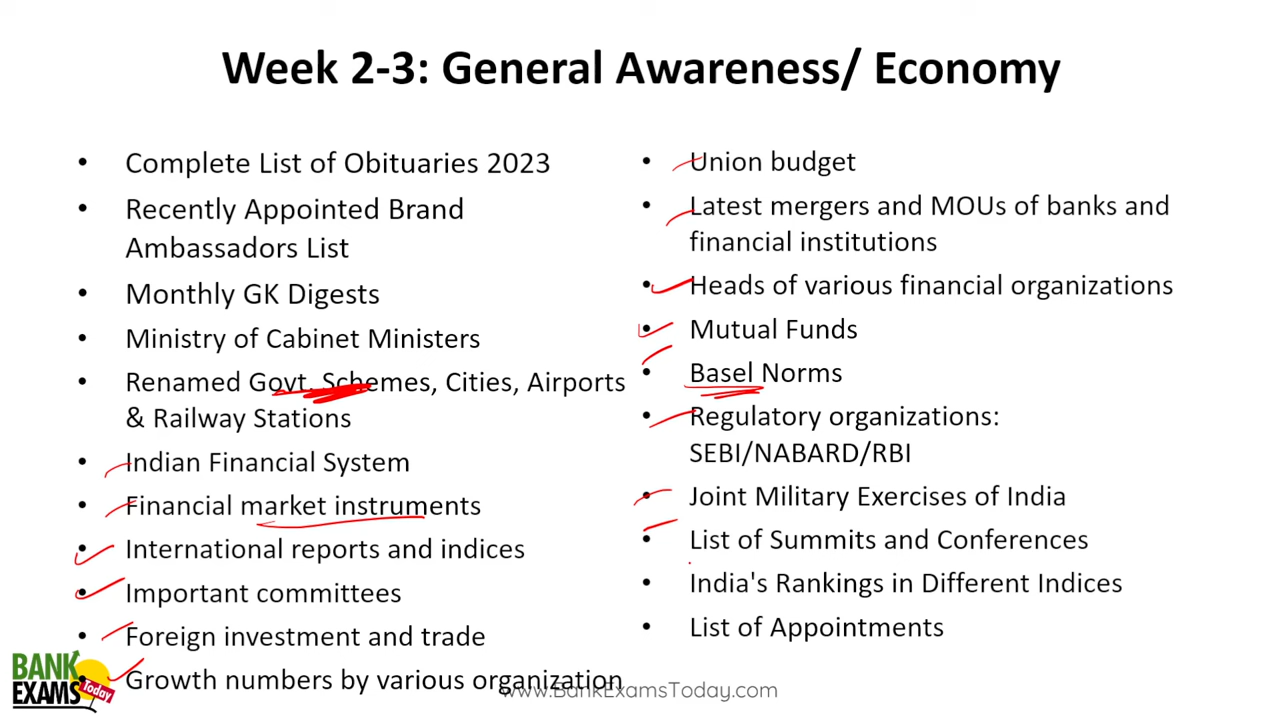 Week 2-3: General Awareness/ Economy
• Complete List of Obituaries 2023
• Recently Appointed Brand
Ambassadors List
• Monthly GK Digests
• Ministry of Cabinet Ministers
• Renamed Govt. Schemes, Cities, Airports
& Railway Stations
• Indian Financial System
• Financial market instruments
• International reports and indices
• Important committees
• Foreign investment and trade
• Growth numbers by various organization
• Union budget
• Latest mergers and MOUs of banks and
financial institutions
• Heads of various financial organizations
• Mutual Funds
• Basel Norms
• Regulatory organizations:
SEBI/NABARD/RBI
• Joint Military Exercises of India
• List of Summits and Conferences
• India's Rankings in Different Indices
• List of Appointments
BANK
EXAMS
Today
www.BankExamsToday.com